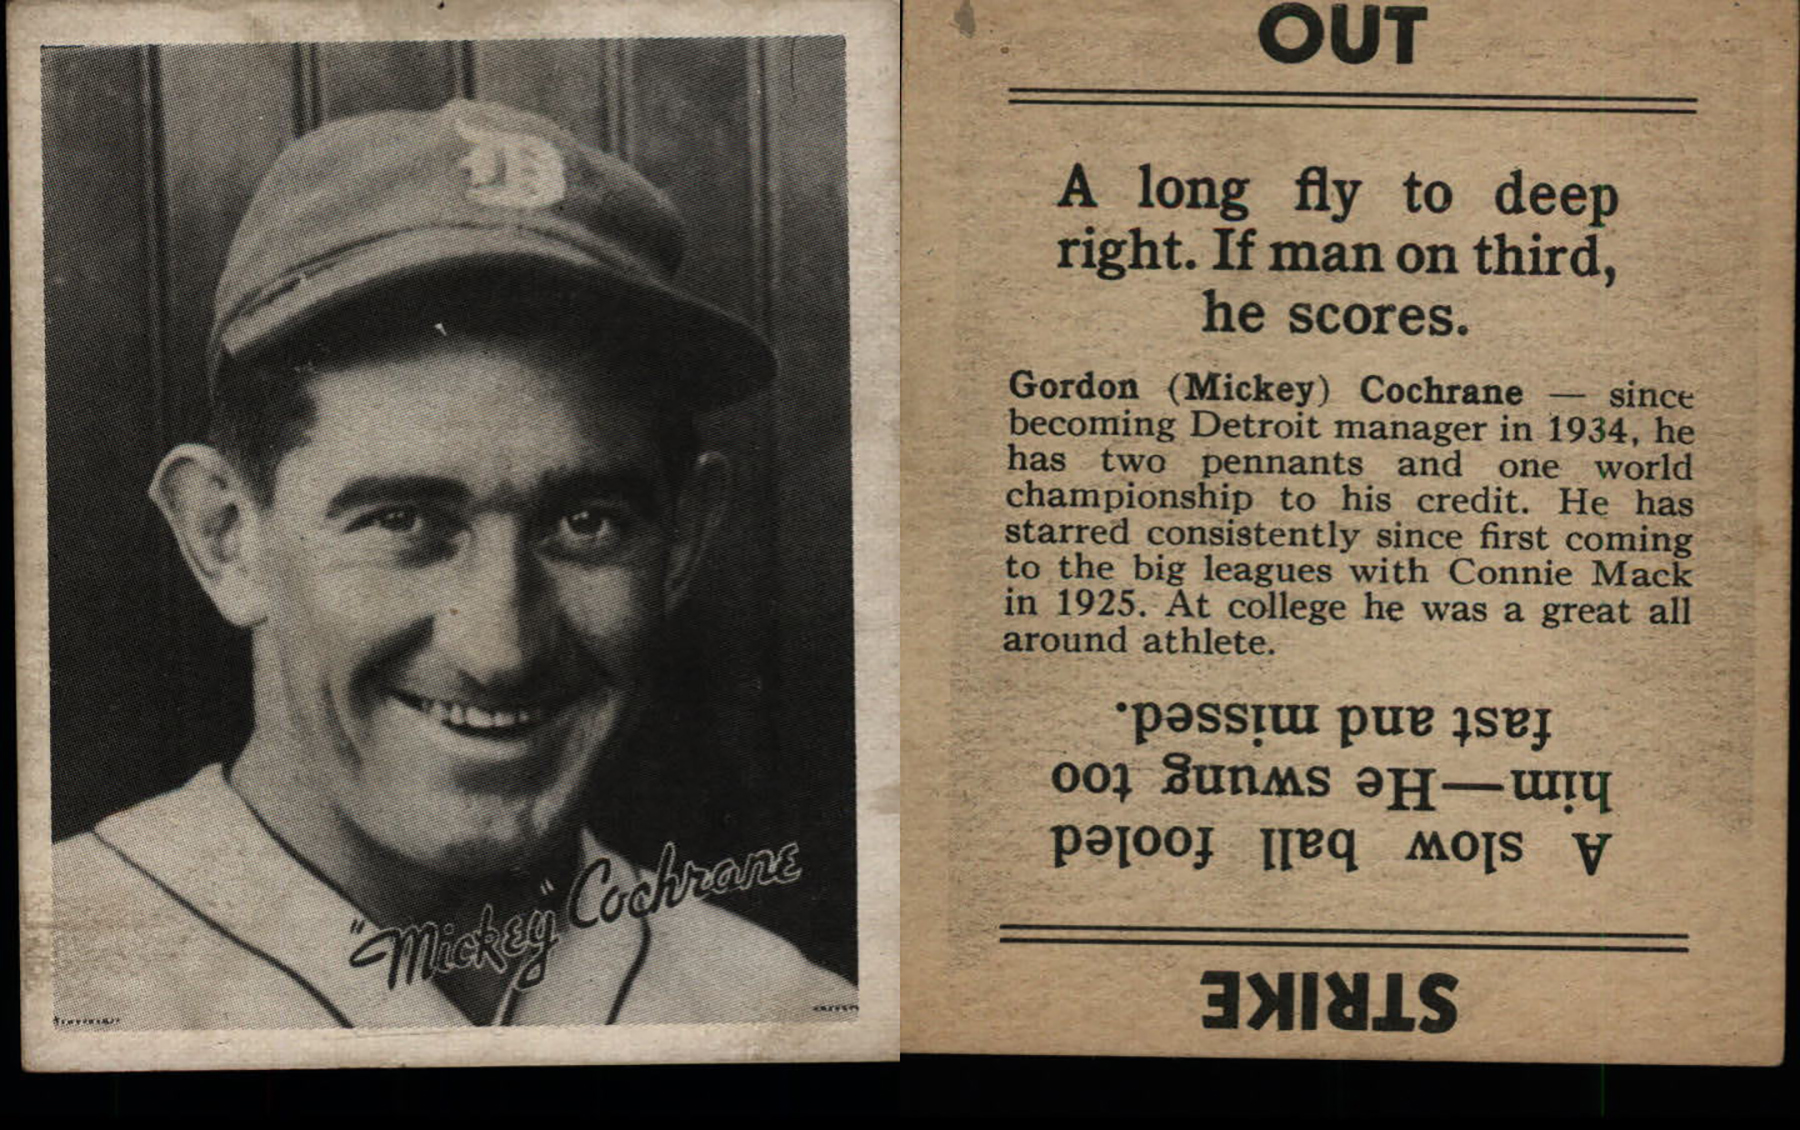 D
"Mickey" Cochrane
OUT
A long fly to deep
right. If man on third,
he scores.
Gordon (Mickey) Cochrane — since
becoming Detroit manager in 1934, he
has two pennants and one world
championship to his credit. He has
starred consistently since first coming
to the big leagues with Connie Mack
in 1925. At college he was a great all
around athlete.
A slow ball fooled
him—He swung too
fast and missed.
STRIKE